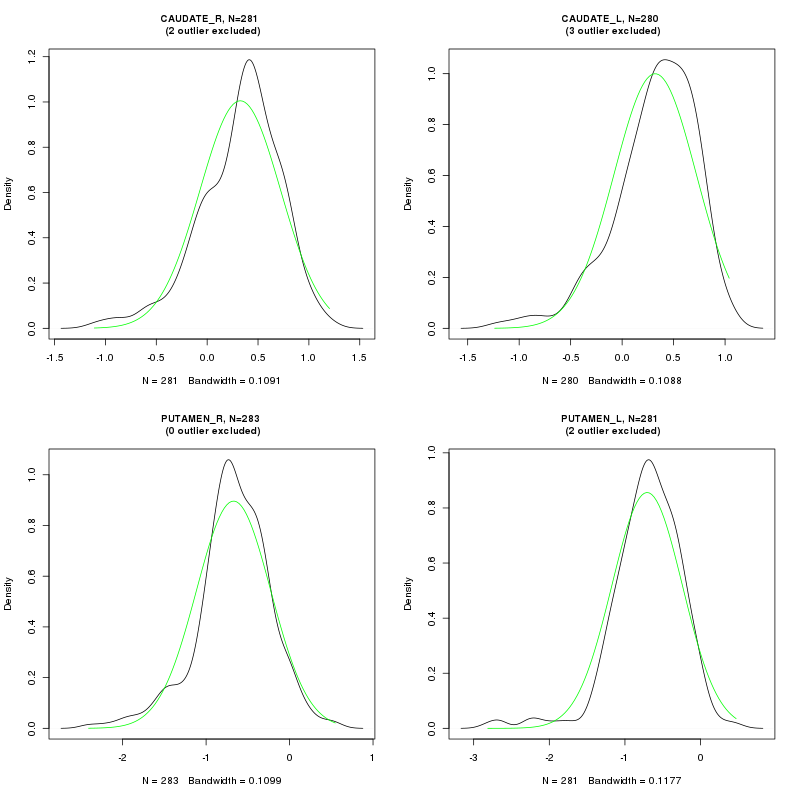 CAUDATE_R, N=281
(2 outlier excluded)
Density
0.0 0.2 0.4 0.6 0.8 1.0 1.2
-1.5 -1.0 -0.5 0.0 0.5 1.0 1.5
N = 281 Bandwidth = 0.1091
CAUDATE_L, N=280
(3 outlier excluded)
Density
0.0 0.2 0.4 0.6 0.8 1.0
-1.5 -1.0 -0.5 0.0 0.5 1.0
N = 280 Bandwidth = 0.1088
PUTAMEN_R, N=283
(0 outlier excluded)
Density
0.0 0.2 0.4 0.6 0.8 1.0
-2 -1 0 1
N = 283 Bandwidth = 0.1099
PUTAMEN_L, N=281
(2 outlier excluded)
Density
0.0 0.2 0.4 0.6 0.8 1.0
-3 -2 -1 0
N = 281 Bandwidth = 0.1177